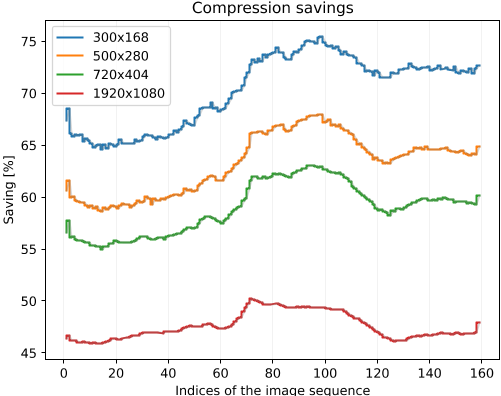 Compression savings
300x168
500x280
720x404
1920x1080
75
70
65
60
55
50
45
Saving [%]
0 20 40 60 80 100 120 140 160
Indices of the image sequence